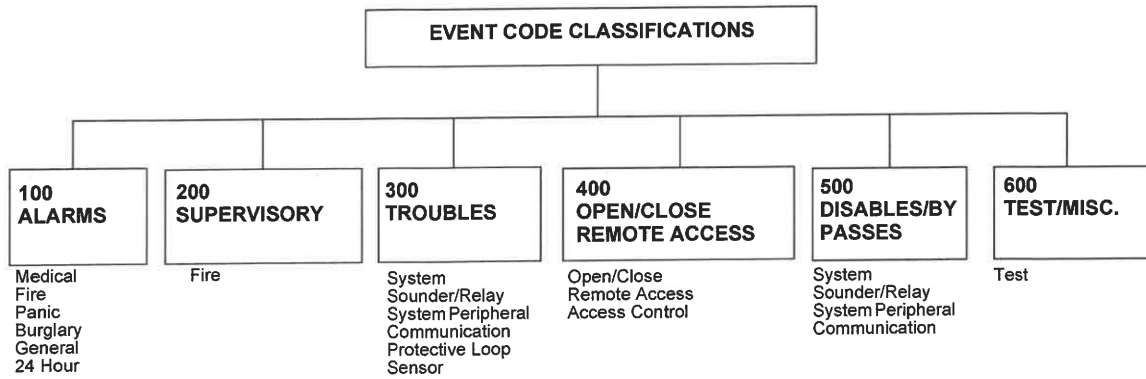 EVENT CODE CLASSIFICATIONS
100
ALARMS
Medical
Fire
Panic
Burglary
General
24 Hour
200
SUPERVISORY
Fire
300
TROUBLES
System
Sounder/Relay
System Peripheral
Communication
Protective Loop
Sensor
400
OPEN/CLOSE
REMOTE ACCESS
Open/Close
Remote Access
Access Control
500
DISABLES/BY
PASSES
System
Sounder/Relay
System Peripheral
Communication
600
TEST/MISC.
Test